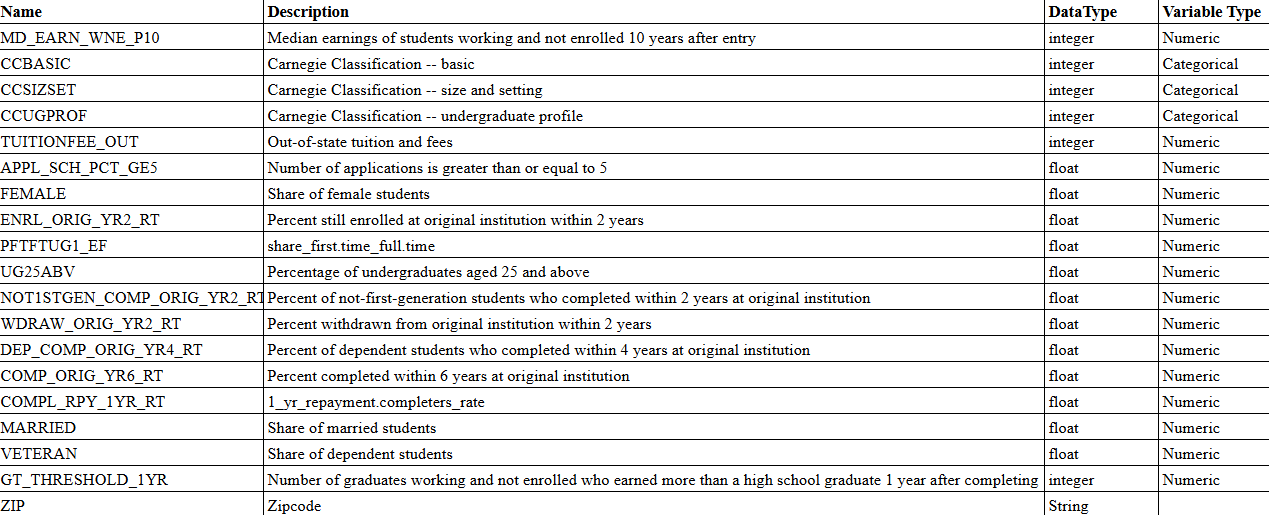 Name Description DataType Variable Type
MD_EARN_WNE_P10 Median earnings of students working and not enrolled 10 years after entry integer Numeric
CCBASIC Carnegie Classification -- basic integer Categorical
CCSIZSET Carnegie Classification -- size and setting integer Categorical
CCUGPROF Carnegie Classification -- undergraduate profile integer Categorical
TUITIONFEE_OUT Out-of-state tuition and fees integer Numeric
APPL_SCH_PCT_GE5 Number of applications is greater than or equal to 5 float Numeric
FEMALE Share of female students float Numeric
ENRL_ORIG_YR2_RT Percent still enrolled at original institution within 2 years float Numeric
PFTFTUG1_EF share_first.time_full.time float Numeric
UG25ABV Percentage of undergraduates aged 25 and above float Numeric
NOT1STGEN_COMP_ORIG_YR2_RT Percent of not-first-generation students who completed within 2 years at original institution float Numeric
WDRAW_ORIG_YR2_RT Percent withdrawn from original institution within 2 years float Numeric
DEP_COMP_ORIG_YR4_RT Percent of dependent students who completed within 4 years at original institution float Numeric
COMP_ORIG_YR6_RT Percent completed within 6 years at original institution float Numeric
COMPL_RPY_1YR_RT 1_yr_repayment.completers_rate float Numeric
MARRIED Share of married students float Numeric
VETERAN Share of dependent students float Numeric
GT_THRESHOLD_1YR Number of graduates working and not enrolled who earned more than a high school graduate 1 year after completing integer Numeric
ZIP Zipcode String